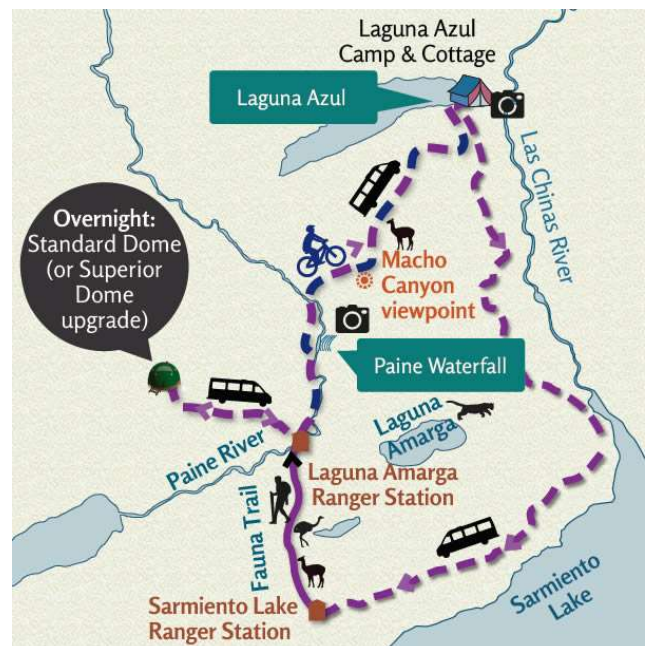 Laguna Azul
Camp & Cottage
Laguna Azul
Las Chinas River
Overnight:
Standard Dome
(or Superior
Dome
upgrade)
Macho
Canyon
viewpoint
Paine Waterfall
Laguna
Amarga
Paine River
Laguna Amarga
Ranger Station
Fauna Trail
Sarmiento
Lake
Sarmiento Lake
Ranger Station